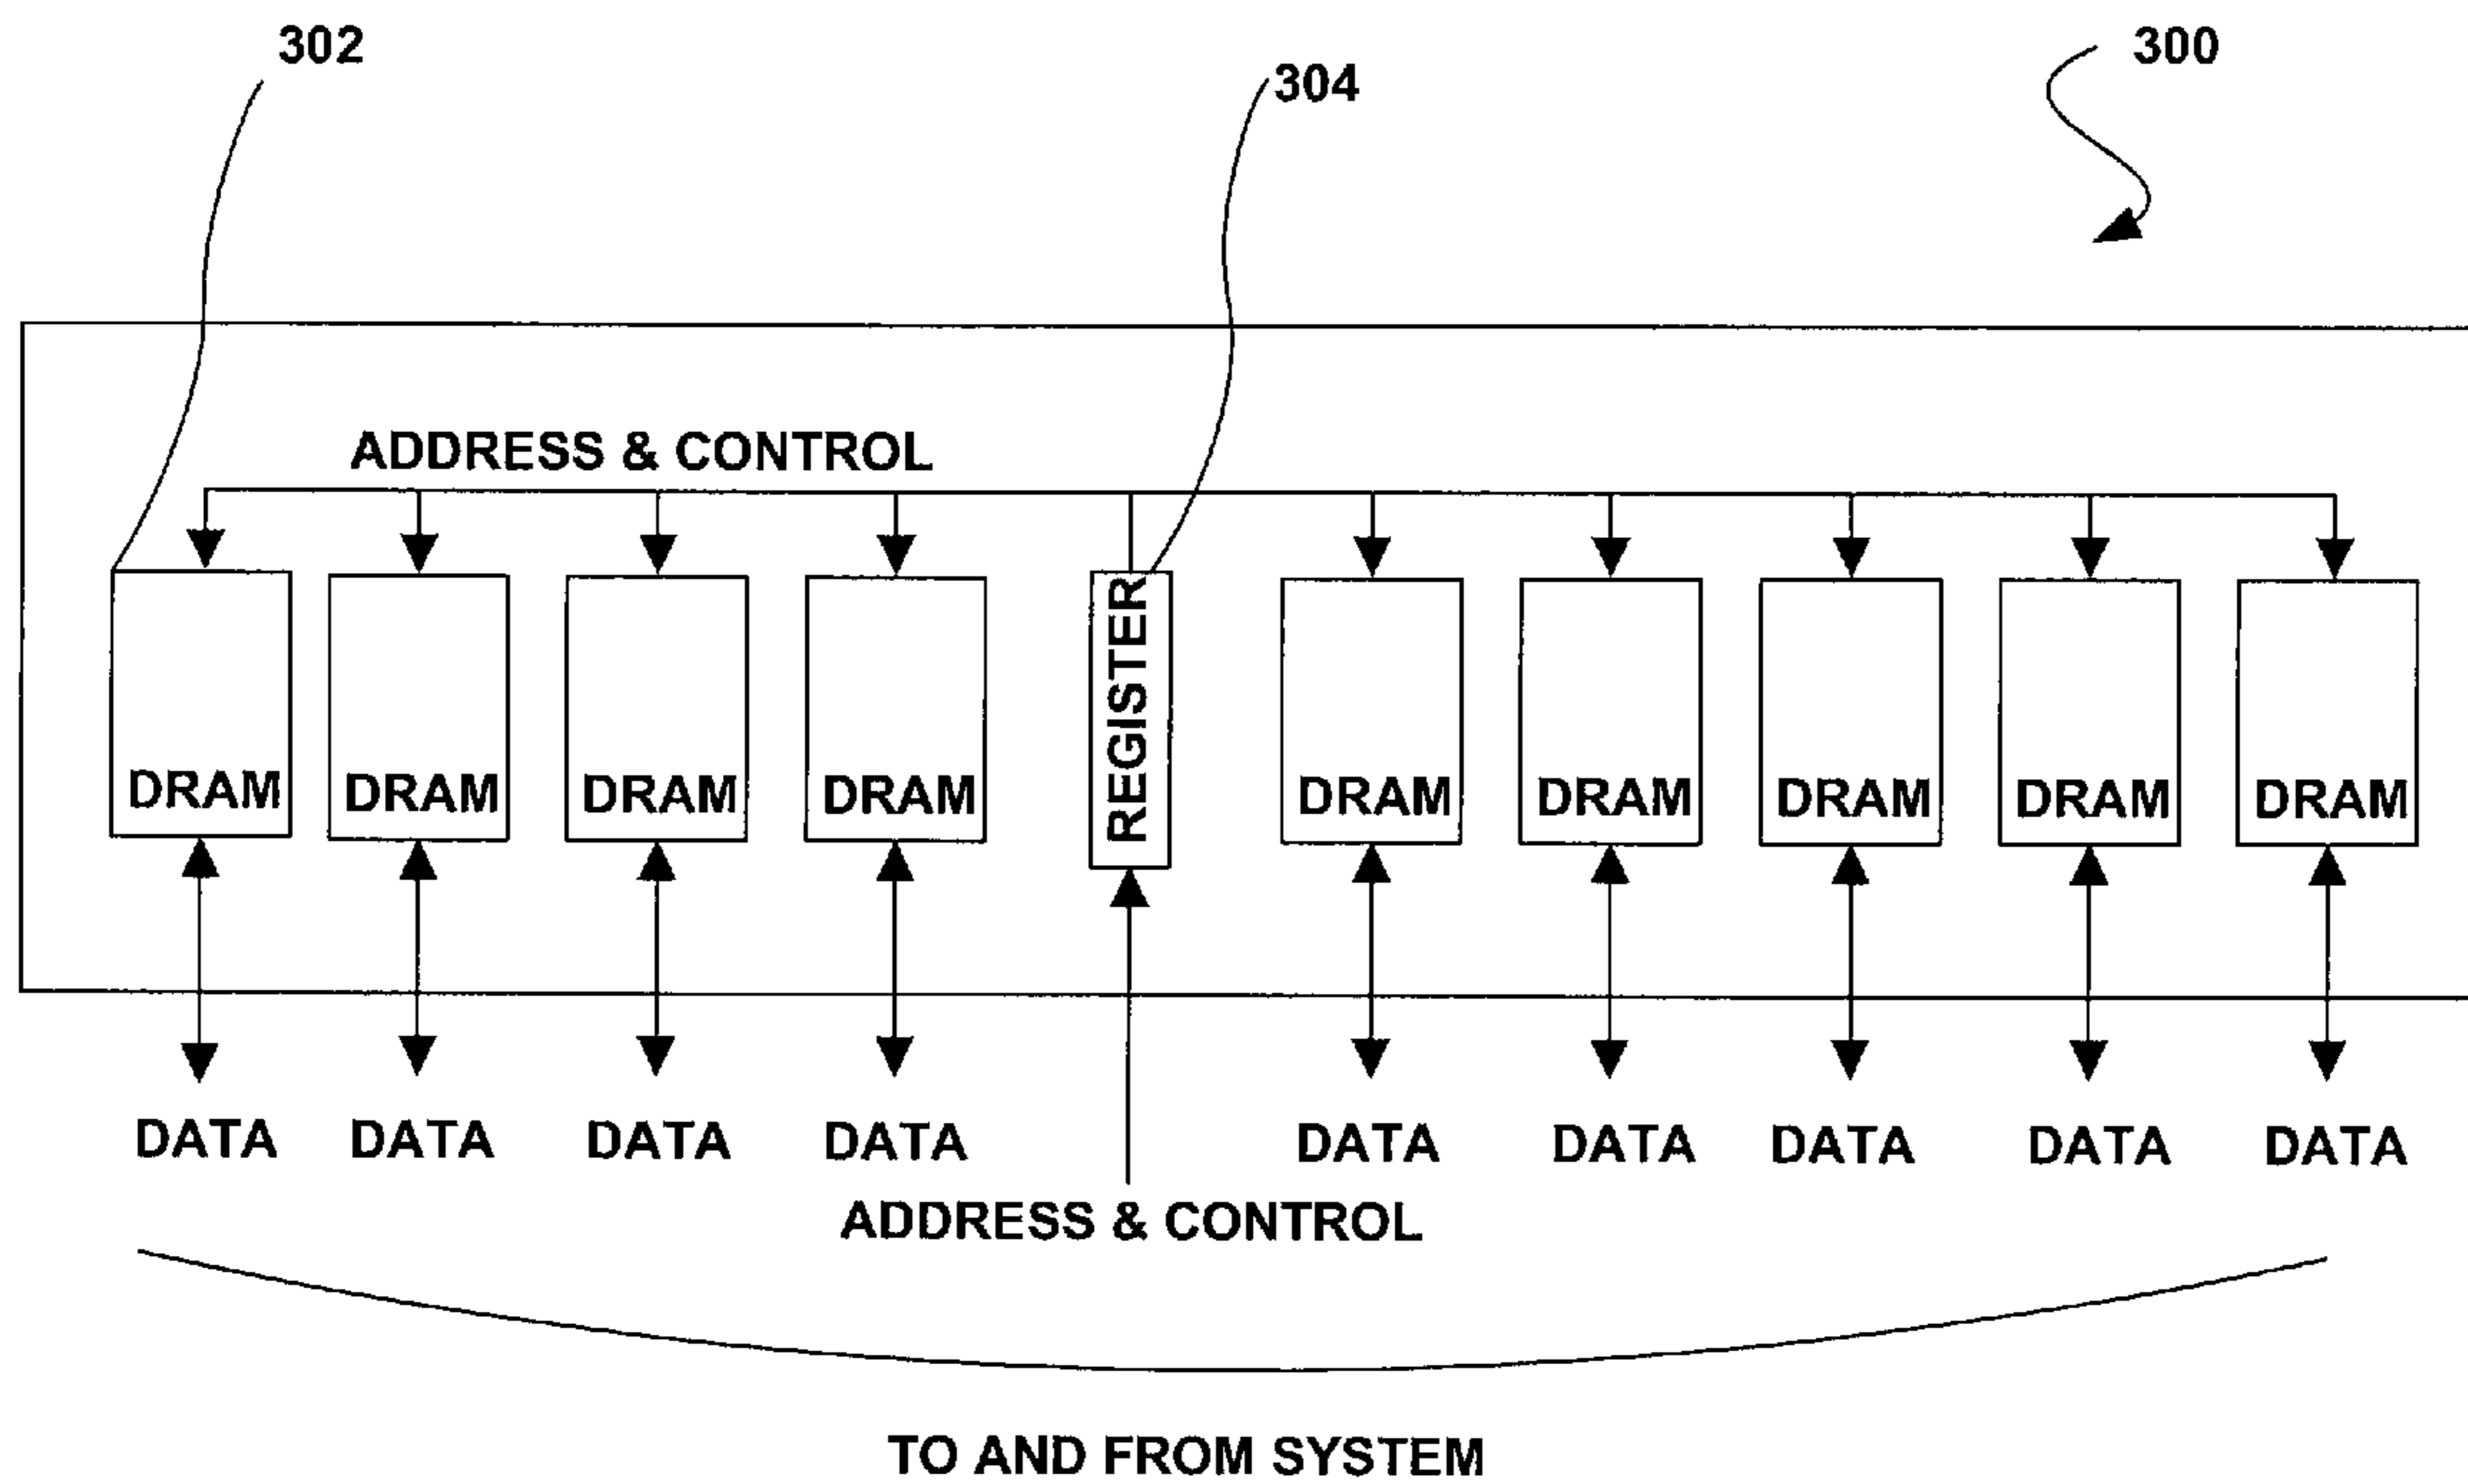 302
304
300
ADDRESS & CONTROL
DRAM DRAM DRAM DRAM REGISTER DRAM DRAM DRAM DRAM DRAM
DATA DATA DATA DATA DATA DATA DATA DATA DATA
ADDRESS & CONTROL
TO AND FROM SYSTEM